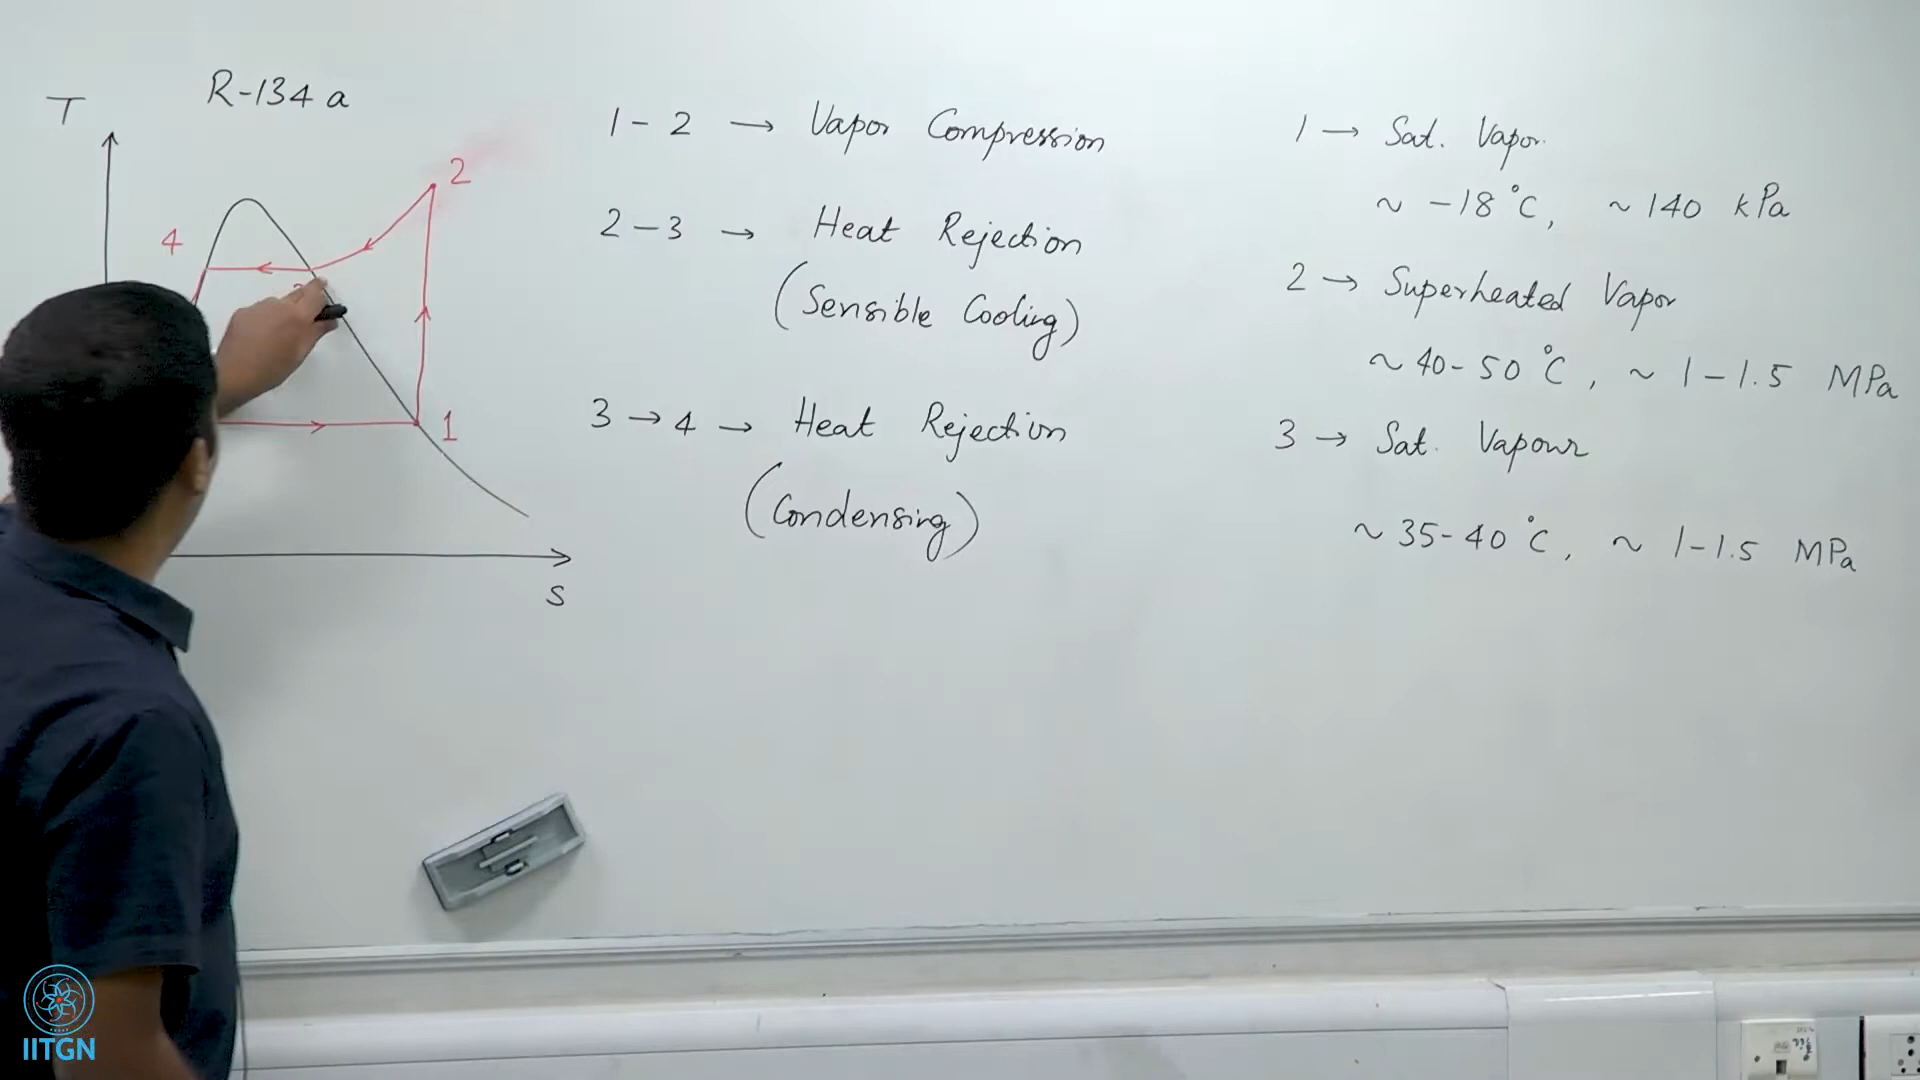 R-134 a
T
2
4
1
S
1 - 2 → Vapor Compression
2 - 3 → Heat Rejection
(Sensible Cooling)
3 → 4 → Heat Rejection
(Condensing)
1 → Sat. Vapor.
~ -18°C, ~ 140 kPa
2 → Superheated Vapor
~ 40-50°C, ~ 1-1.5 MPa
3 → Sat. Vapour
~ 35-40°C, ~ 1-1.5 MPa
IITGN